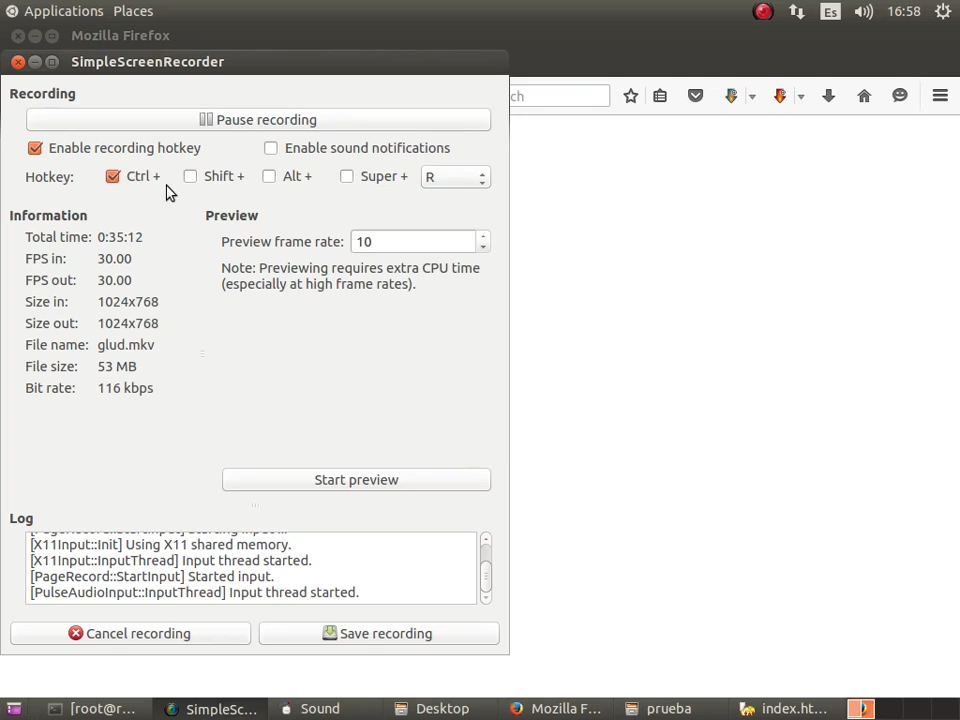 Applications Places Es 16:58
Mozilla Firefox
SimpleScreenRecorder
Recording
Pause recording
ch
Enable recording hotkey Enable sound notifications
Hotkey: Ctrl + Shift + Alt + Super + R
Information Preview
Total time: 0:35:12
Preview frame rate: 10
FPS in: 30.00
Note: Previewing requires extra CPU time
FPS out: 30.00
(especially at high frame rates).
Size in: 1024x768
Size out: 1024x768
File name: glud.mkv
File size: 53 MB
Bit rate: 116 kbps
Start preview
Log
[PageRecord::StartInput] Starting input ...
[X11Input::Init] Using X11 shared memory.
[X11Input::InputThread] Input thread started.
[PageRecord::StartInput] Started input.
[PulseAudioInput::InputThread] Input thread started.
Cancel recording Save recording
[root@r... SimpleSc... Sound Desktop Mozilla F... prueba index.ht...